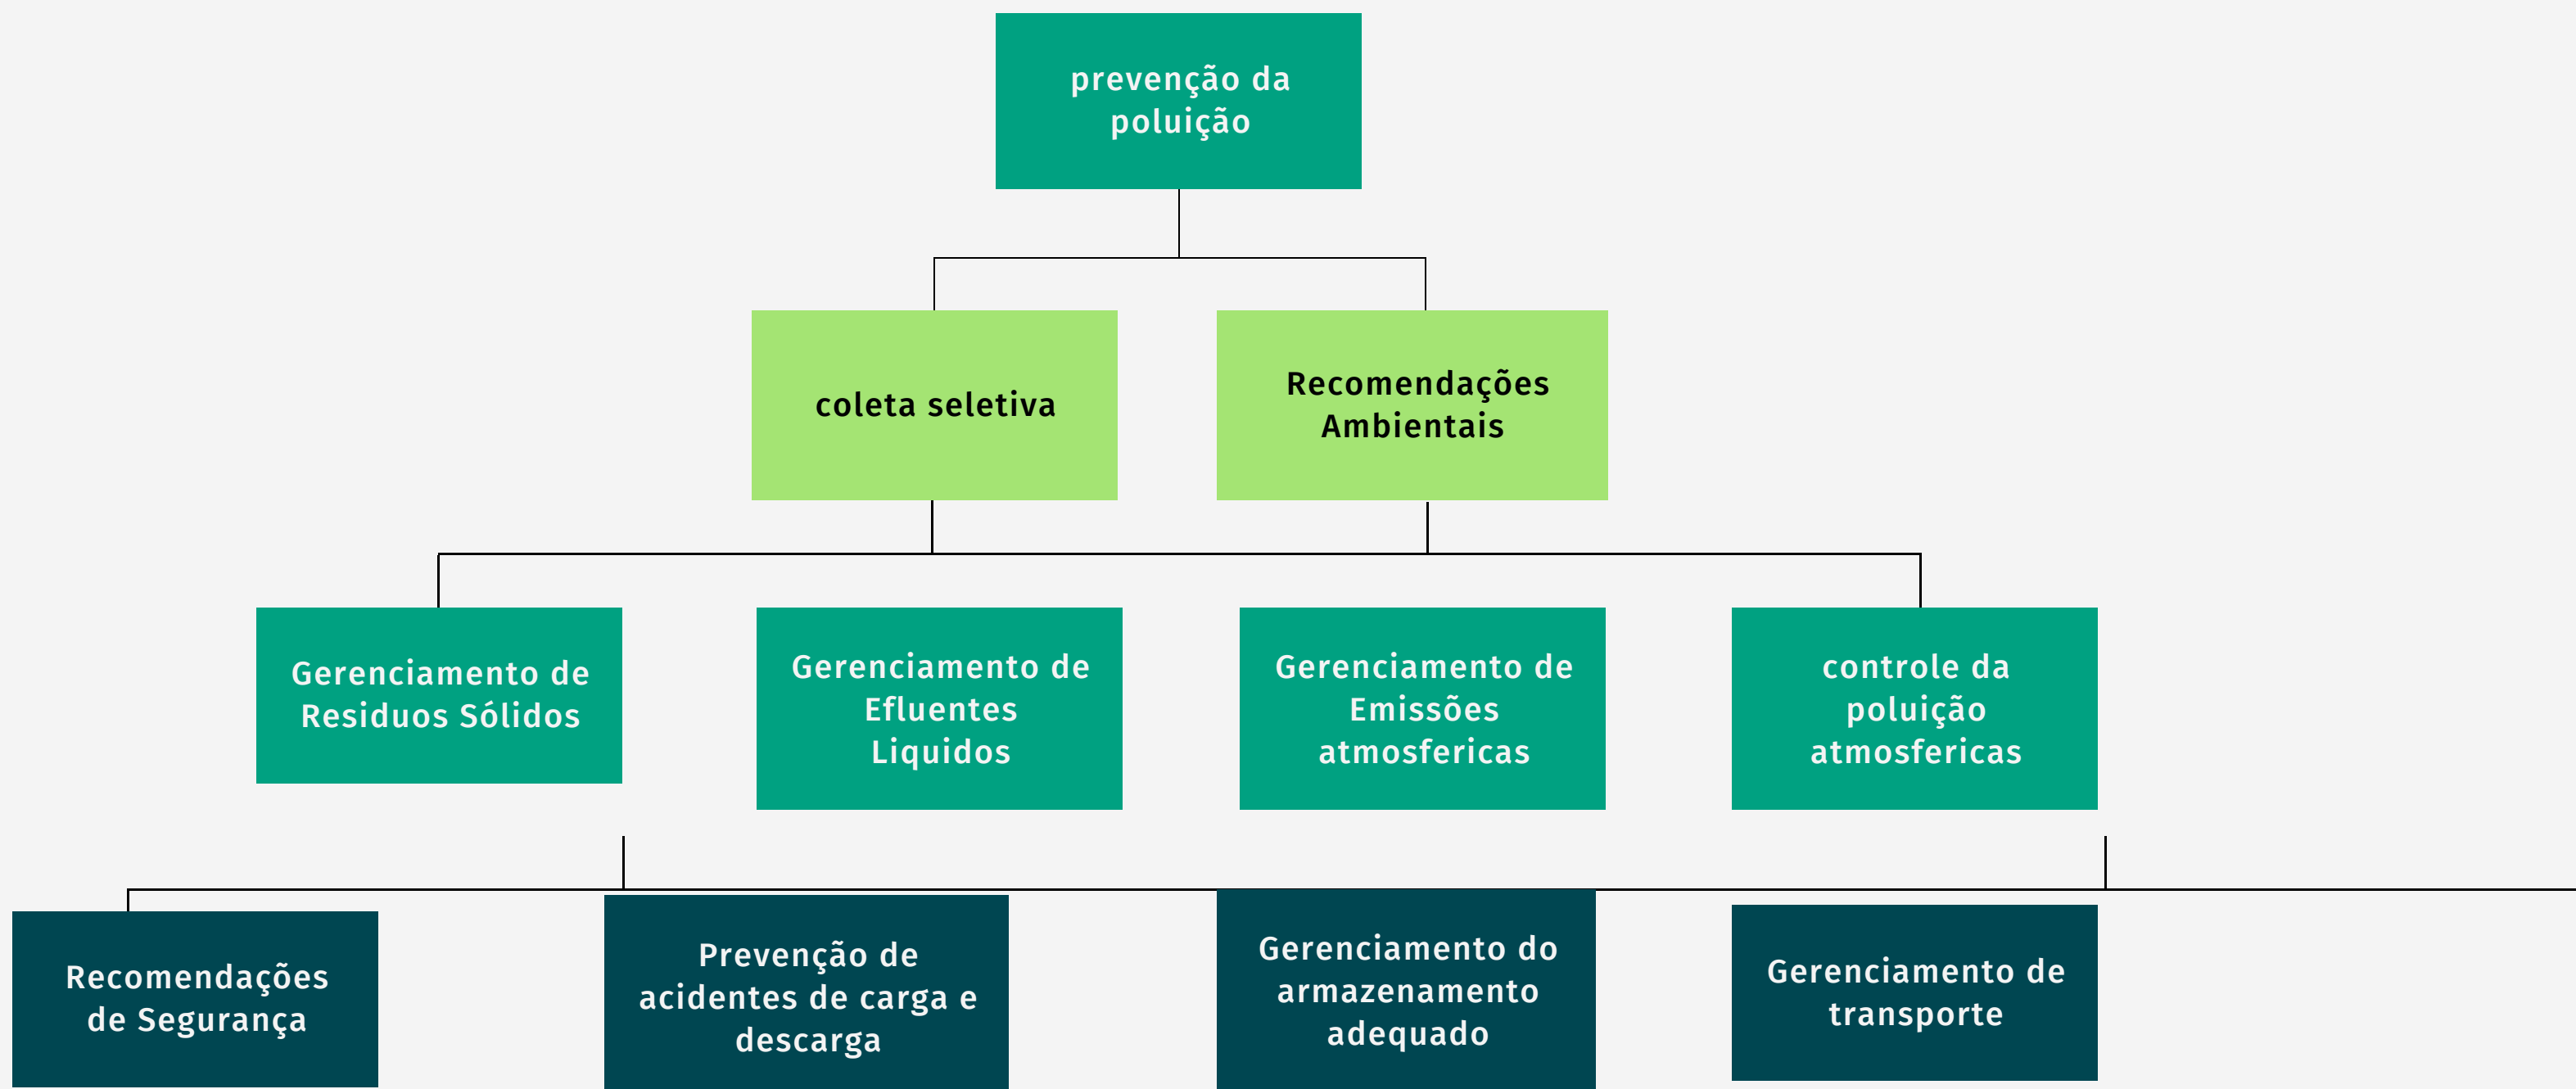 prevenção da
poluição
coleta seletiva
Recomendações
Ambientais
Gerenciamento de
Residuos Sólidos
Gerenciamento de
Efluentes
Liquidos
Gerenciamento de
Emissões
atmosfericas
controle da
poluição
atmosfericas
Recomendações
de Segurança
Prevenção de
acidentes de carga e
descarga
Gerenciamento do
armazenamento
adequado
Gerenciamento de
transporte